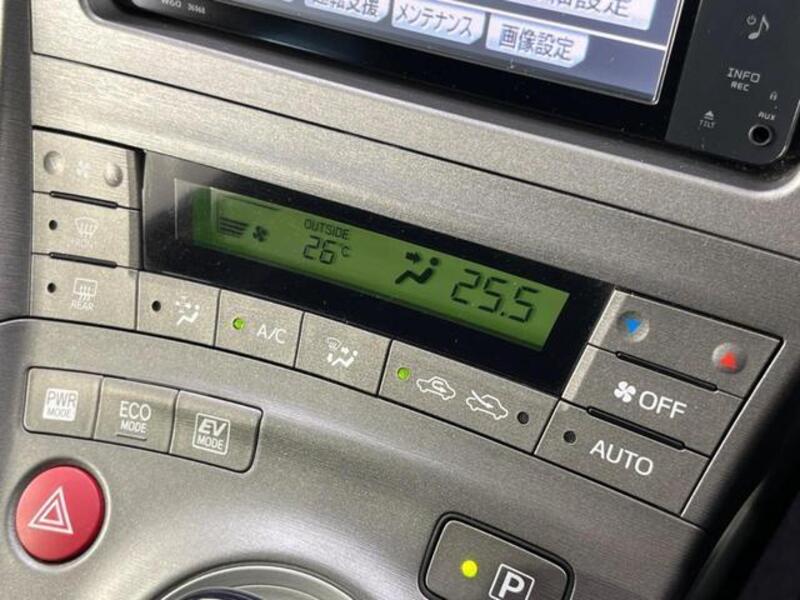 運転支援
メンテナンス
画像設定
INFO
REC
AUX
TILT
FRONT
REAR
OUTSIDE
26℃
25.5
A/C
OFF
AUTO
PWR
MODE
ECO
MODE
EV
MODE
P